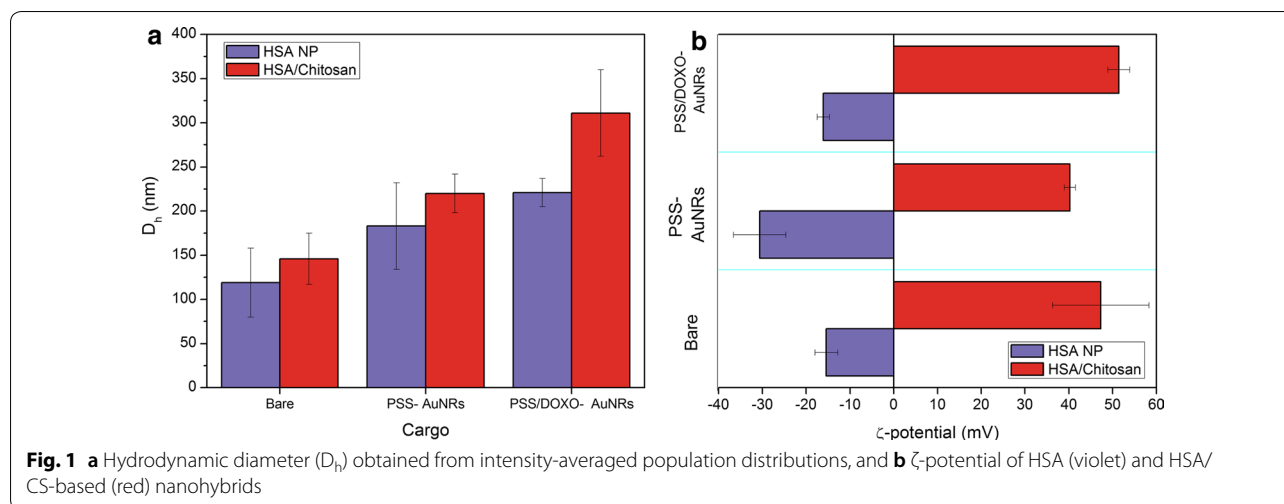 a
400
350
300
250
200
150
100
50
0
D_h (nm)
HSA NP
HSA/Chitosan
Bare
PSS- AuNRs
PSS/DOXO- AuNRs
Cargo
b
PSS/DOXO-
AuNRs
PSS-
AuNRs
Bare
HSA NP
HSA/Chitosan
-40 -30 -20 -10 0 10 20 30 40 50 60
ζ-potential (mV)
Fig. 1 a Hydrodynamic diameter (D_h) obtained from intensity-averaged population distributions, and b ζ-potential of HSA (violet) and HSA/
CS-based (red) nanohybrids